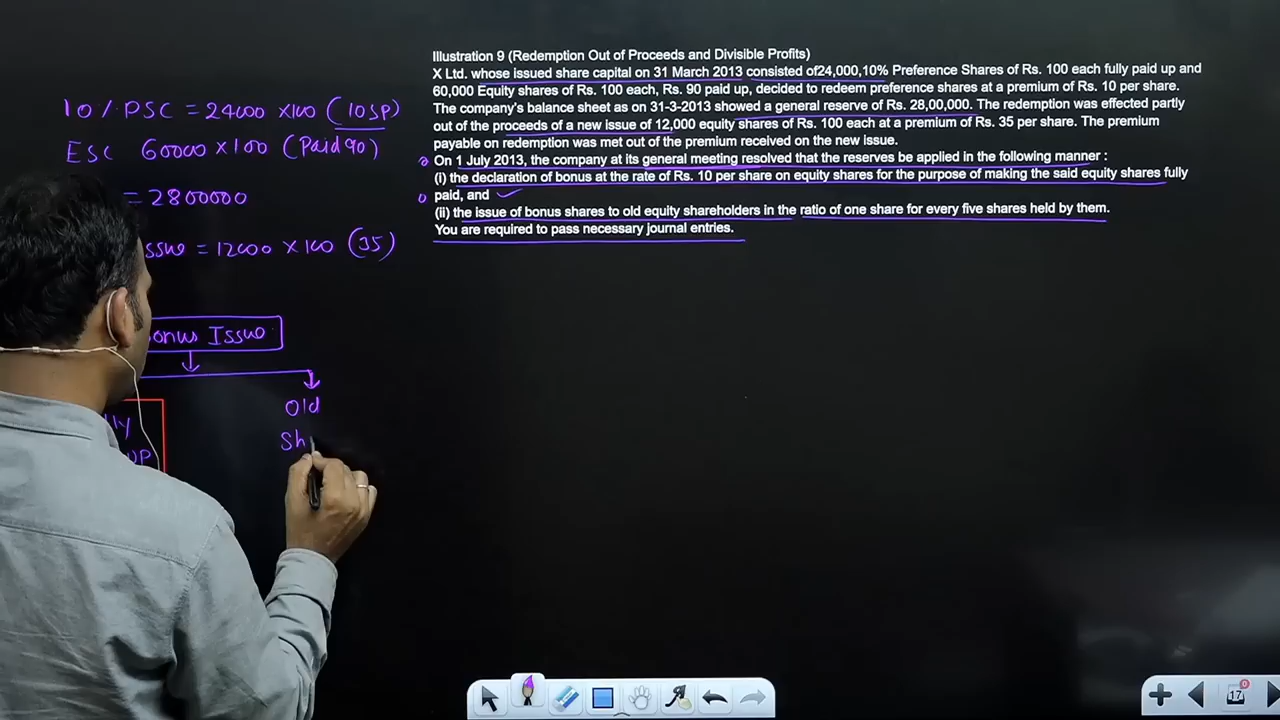 Illustration 9 (Redemption Out of Proceeds and Divisible Profits)
X Ltd. whose issued share capital on 31 March 2013 consisted of24,000,10% Preference Shares of Rs. 100 each fully paid up and
60,000 Equity shares of Rs. 100 each, Rs. 90 paid up, decided to redeem preference shares at a premium of Rs. 10 per share.
The company's balance sheet as on 31-3-2013 showed a general reserve of Rs. 28,00,000. The redemption was effected partly
out of the proceeds of a new issue of 12,000 equity shares of Rs. 100 each at a premium of Rs. 35 per share. The premium
payable on redemption was met out of the premium received on the new issue.
On 1 July 2013, the company at its general meeting resolved that the reserves be applied in the following manner :
(i) the declaration of bonus at the rate of Rs. 10 per share on equity shares for the purpose of making the said equity shares fully
paid, and
(ii) the issue of bonus shares to old equity shareholders in the ratio of one share for every five shares held by them.
You are required to pass necessary journal entries.
10% PSC = 24000 × 100 (10 SP)
ESC 60000 × 100 (Paid 90)
= 2800000
= 12000 × 100 (35)
Issue
Old
Sh
UP
17
0